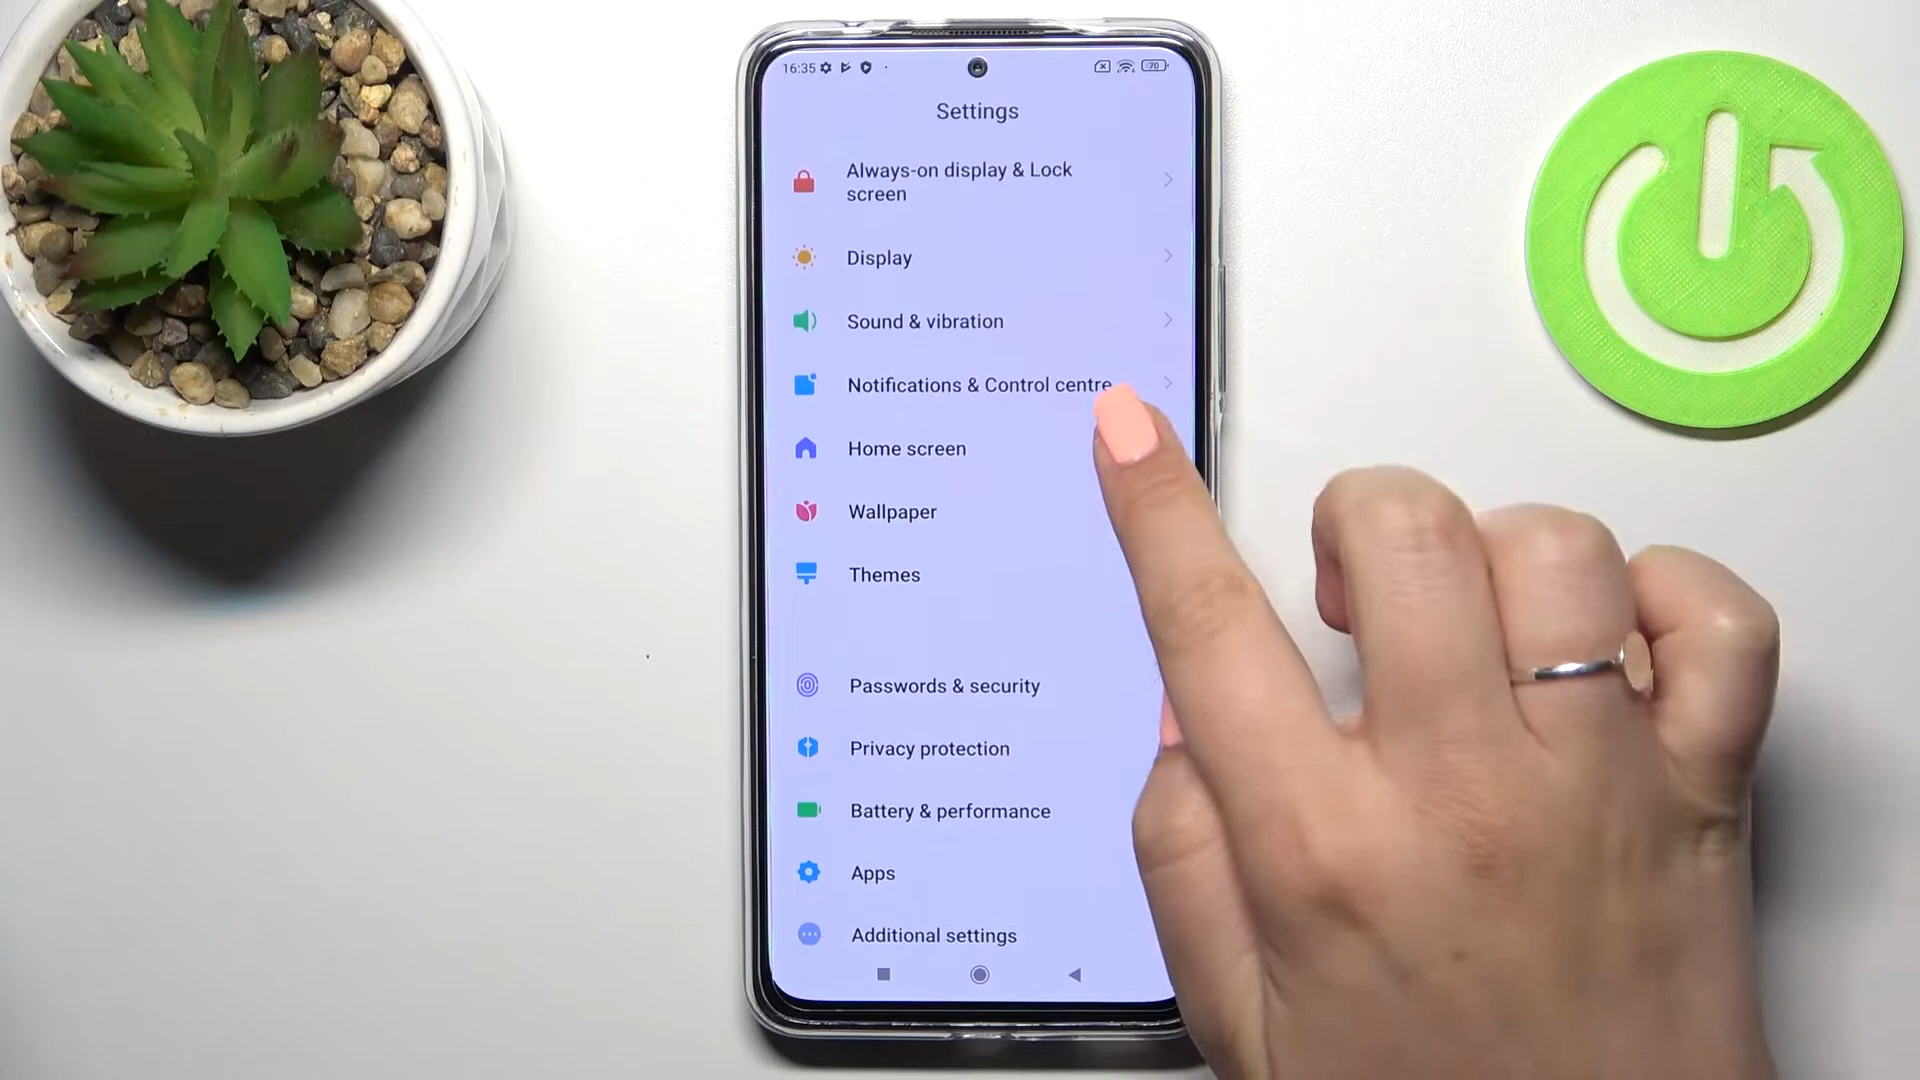 16:35
70
Settings
Always-on display & Lock
screen
Display
Sound & vibration
Notifications & Control centre
Home screen
Wallpaper
Themes
Passwords & security
Privacy protection
Battery & performance
Apps
Additional settings